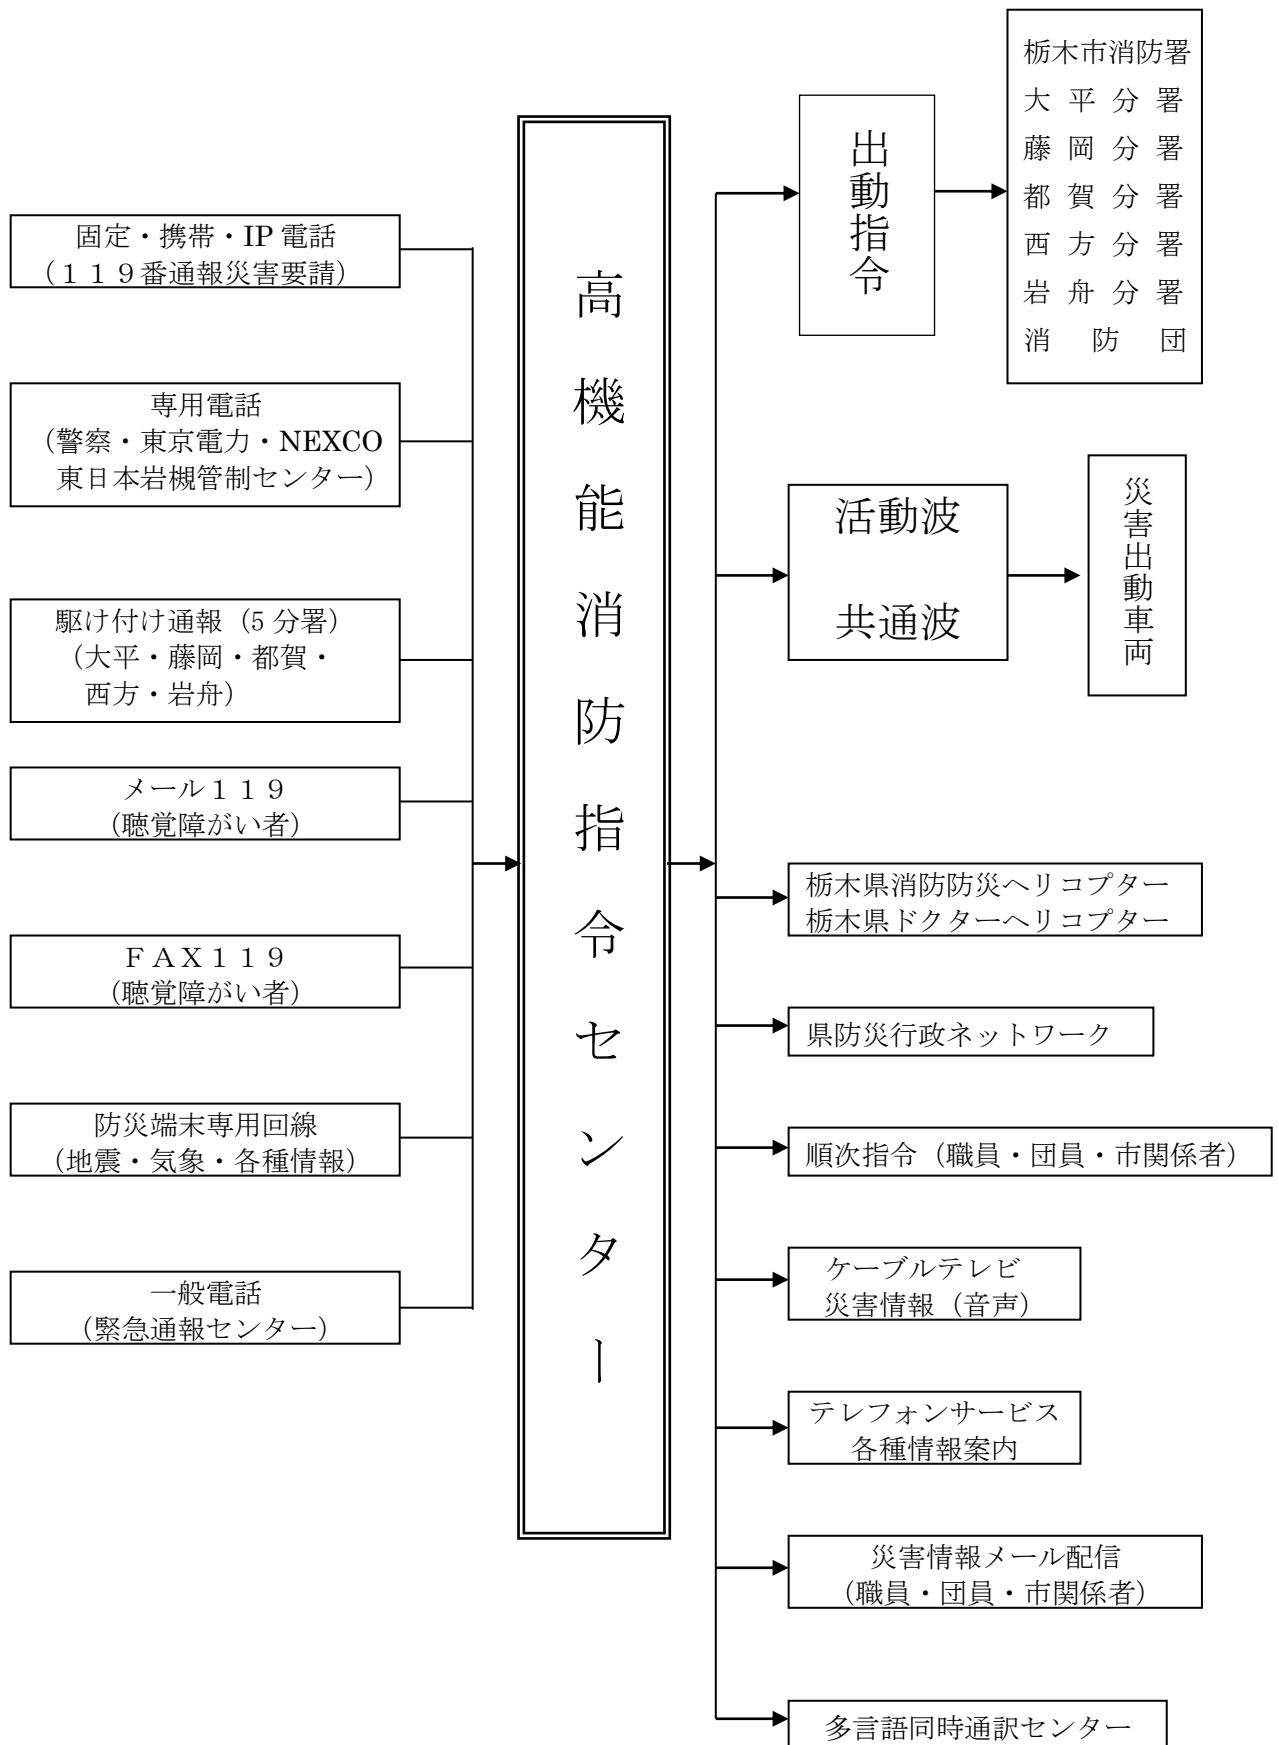 固定・携帯・IP 電話
（１１９番通報災害要請）
専用電話
（警察・東京電力・NEXCO
東日本岩槻管制センター）
駆け付け通報（5 分署）
（大平・藤岡・都賀・
西方・岩舟）
メール１１９
（聴覚障がい者）
ＦＡＸ１１９
（聴覚障がい者）
防災端末専用回線
（地震・気象・各種情報）
一般電話
（緊急通報センター）
高機能消防指令センター
出動指令
栃木市消防署
大平分署
藤岡分署
都賀分署
西方分署
岩舟分署
消防団
活動波
共通波
災害出動車両
栃木県消防防災ヘリコプター
栃木県ドクターヘリコプター
県防災行政ネットワーク
順次指令（職員・団員・市関係者）
ケーブルテレビ
災害情報（音声）
テレフォンサービス
各種情報案内
災害情報メール配信
（職員・団員・市関係者）
多言語同時通訳センター